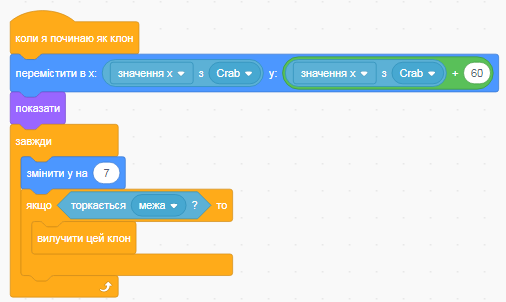 коли я починаю як клон
перемістити в x: значення x з Crab y: значення x з Crab + 60
показати
завжди
змінити y на 7
якщо торкається межа ? то
вилучити цей клон